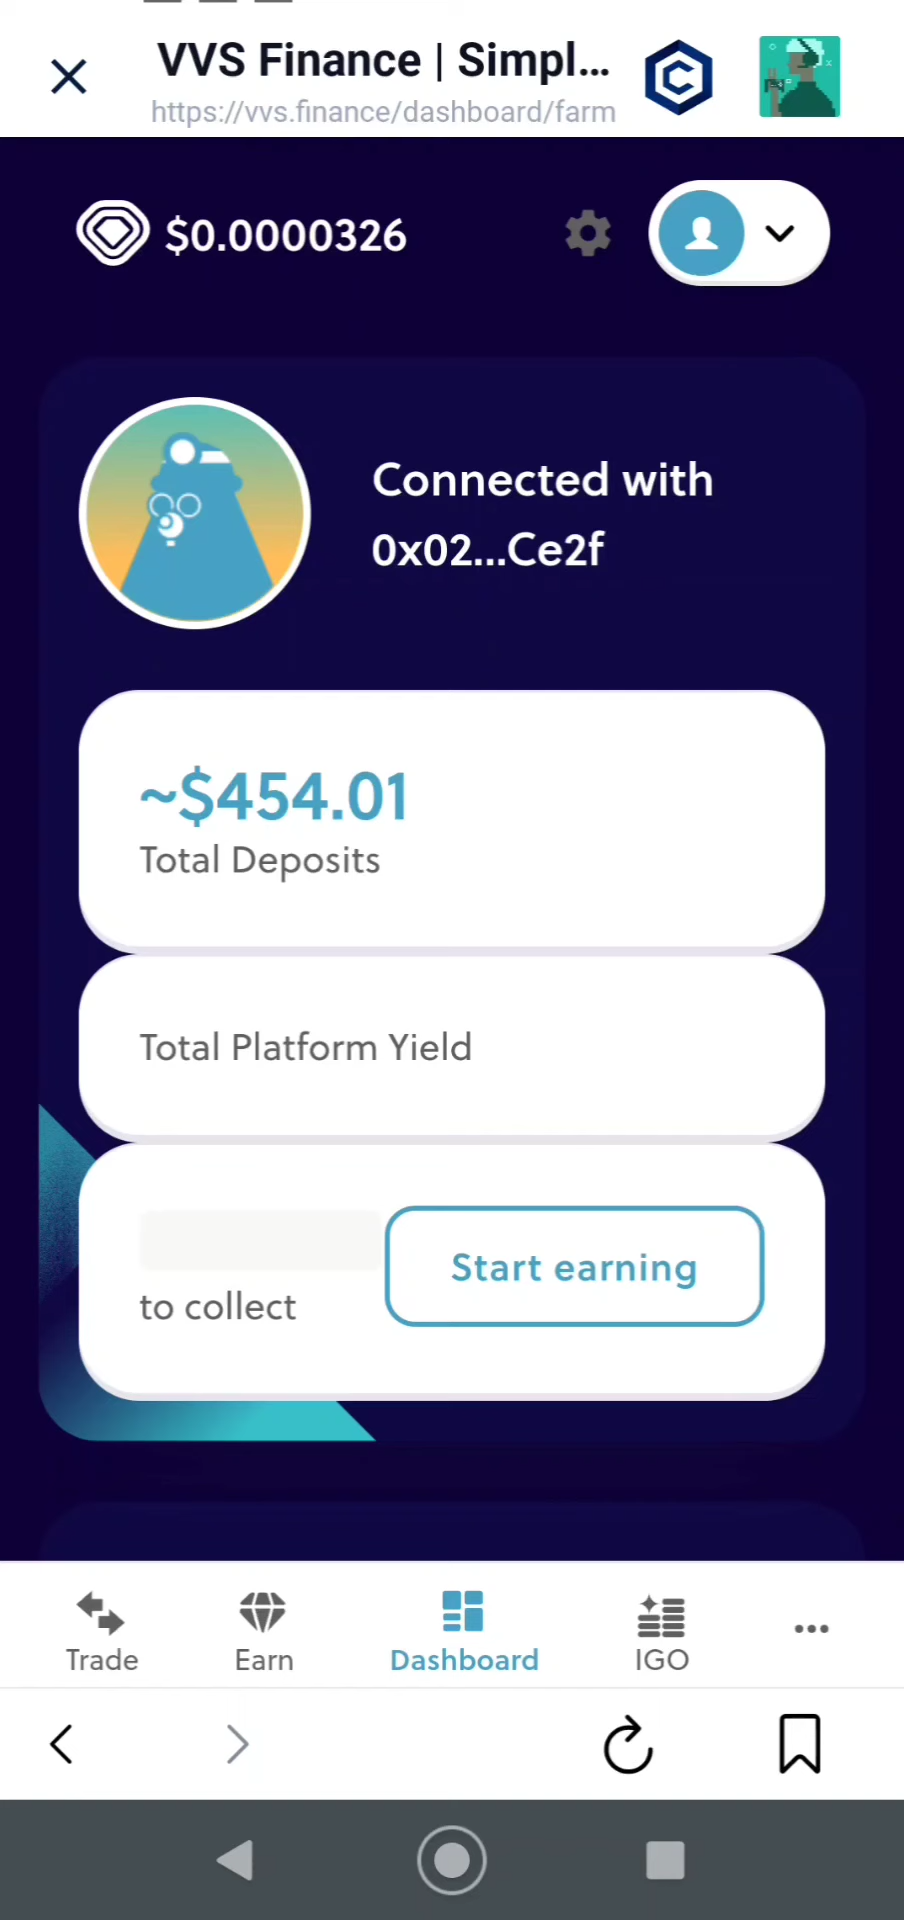 VVS Finance | Simpl...
https://vvs.finance/dashboard/farm
$0.0000326
Connected with
0x02...Ce2f
~$454.01
Total Deposits
Total Platform Yield
Start earning
to collect
Trade
Earn
Dashboard
IGO